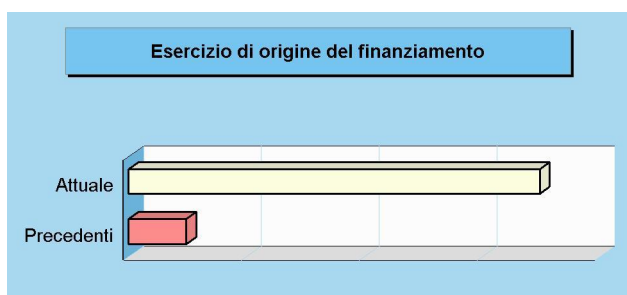 Esercizio di origine del finanziamento
Attuale
Precedenti